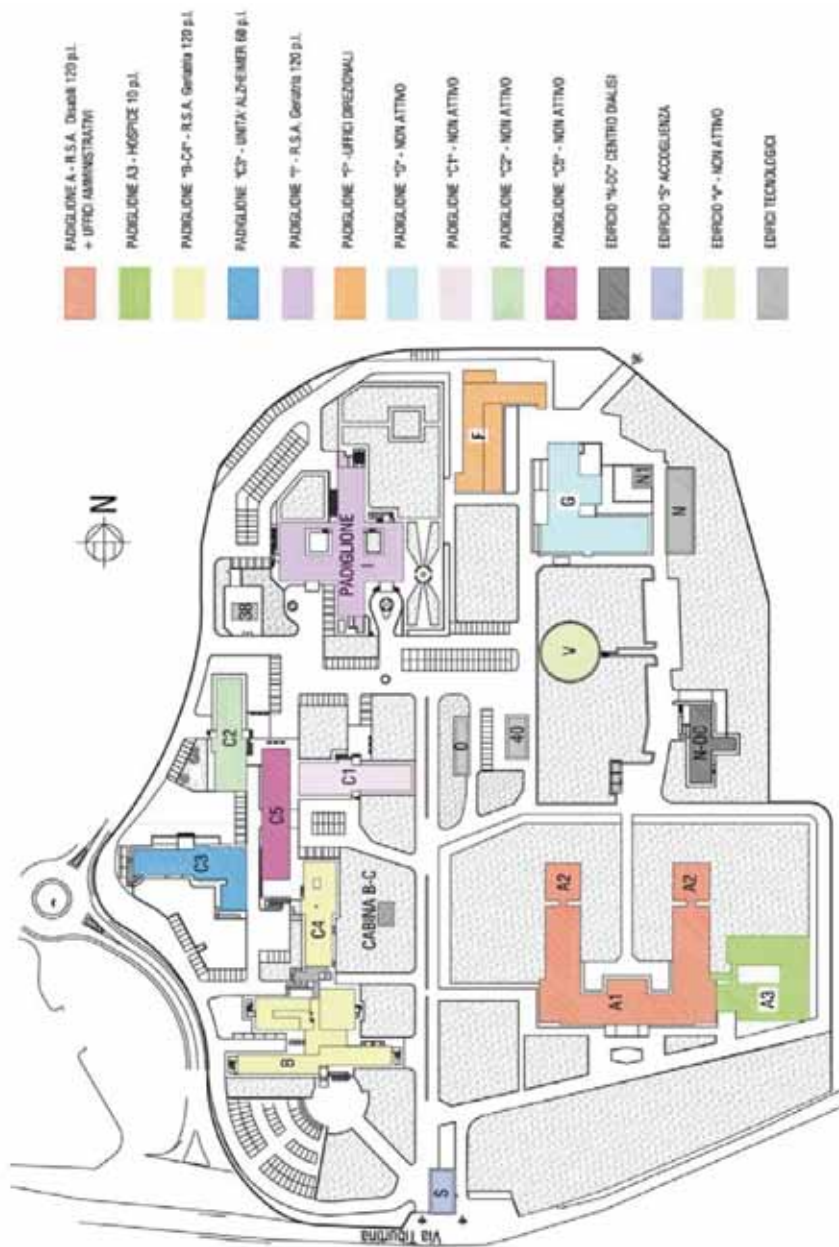 PADIGLIONE A - R.S.A. Disabili 120 p.l.
+ UFFICI AMMINISTRATIVI
PADIGLIONE A3 - HOSPICE 10 p.l.
PADIGLIONE "B-C4" - R.S.A. Geriatria 120 p.l.
PADIGLIONE "C3" - UNITA' ALZHEIMER 60 p.l.
PADIGLIONE "I" - R.S.A. Geriatria 120 p.l.
PADIGLIONE "F" - UFFICI DIREZIONALI
PADIGLIONE "G" - NON ATTIVO
PADIGLIONE "C1" - NON ATTIVO
PADIGLIONE "C2" - NON ATTIVO
PADIGLIONE "C5" - NON ATTIVO
EDIFICIO "N-DC" CENTRO DIALISI
EDIFICIO "S" ACCOGLIENZA
EDIFICIO "V" - NON ATTIVO
EDIFICI TECNOLOGICI
N
38
PADIGLIONE
I
F
G
N1
N
V
C2
C3
C5
C1
O
40
N-DC
C4
CABINA B-C
B
A2
A2
A1
A3
S
Via Tiburtina